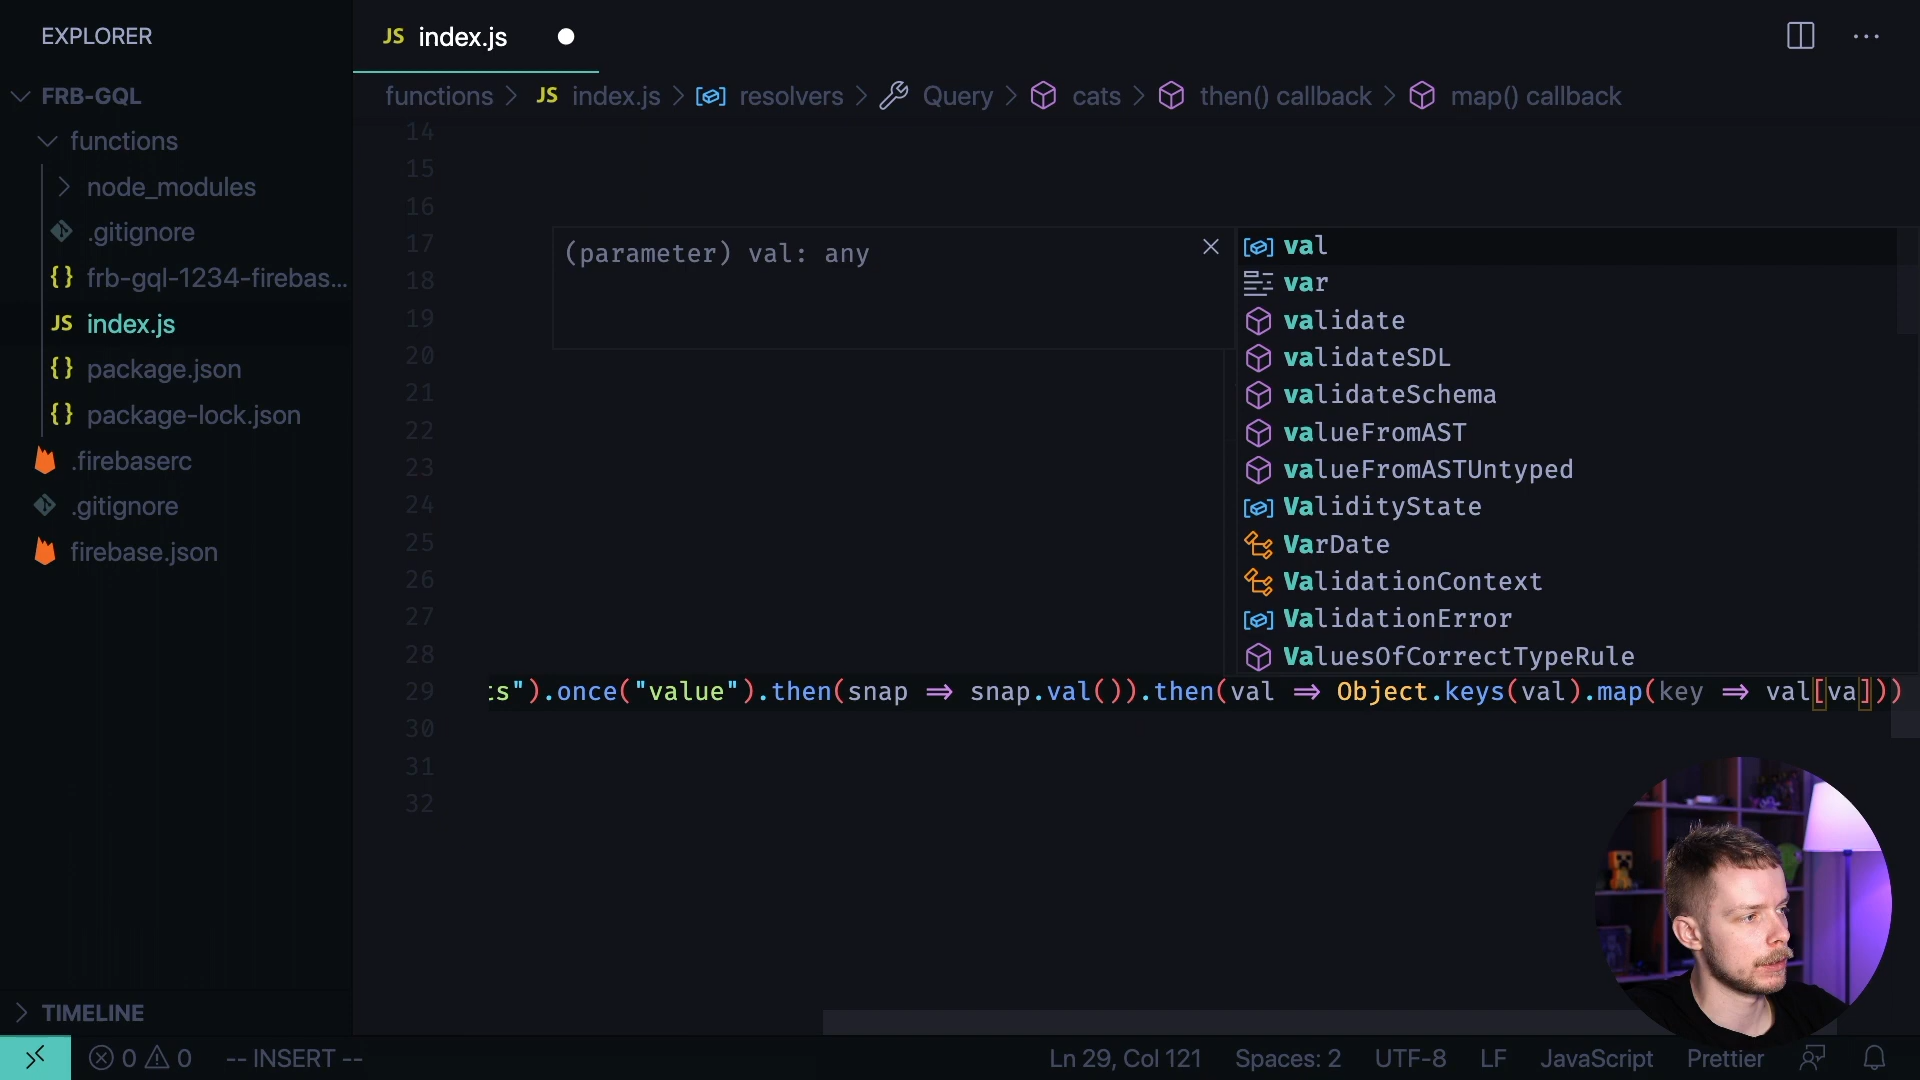 EXPLORER
JS index.js
FRB-GQL
functions
node_modules
.gitignore
{} frb-gql-1234-firebas...
JS index.js
{} package.json
{} package-lock.json
.firebaserc
.gitignore
firebase.json
TIMELINE
functions > JS index.js > resolvers > Query > cats > then() callback > map() callback
14
15
16
17
18
19
20
21
22
23
24
25
26
27
28
29 ts").once("value").then(snap ⇒ snap.val()).then(val ⇒ Object.keys(val).map(key ⇒ val[va]))
30
31
32
(parameter) val: any
val
var
validate
validateSDL
validateSchema
valueFromAST
valueFromASTUntyped
ValidityState
VarDate
ValidationContext
ValidationError
ValuesOfCorrectTypeRule
0 0 -- INSERT -- Ln 29, Col 121 Spaces: 2 UTF-8 LF JavaScript Prettier